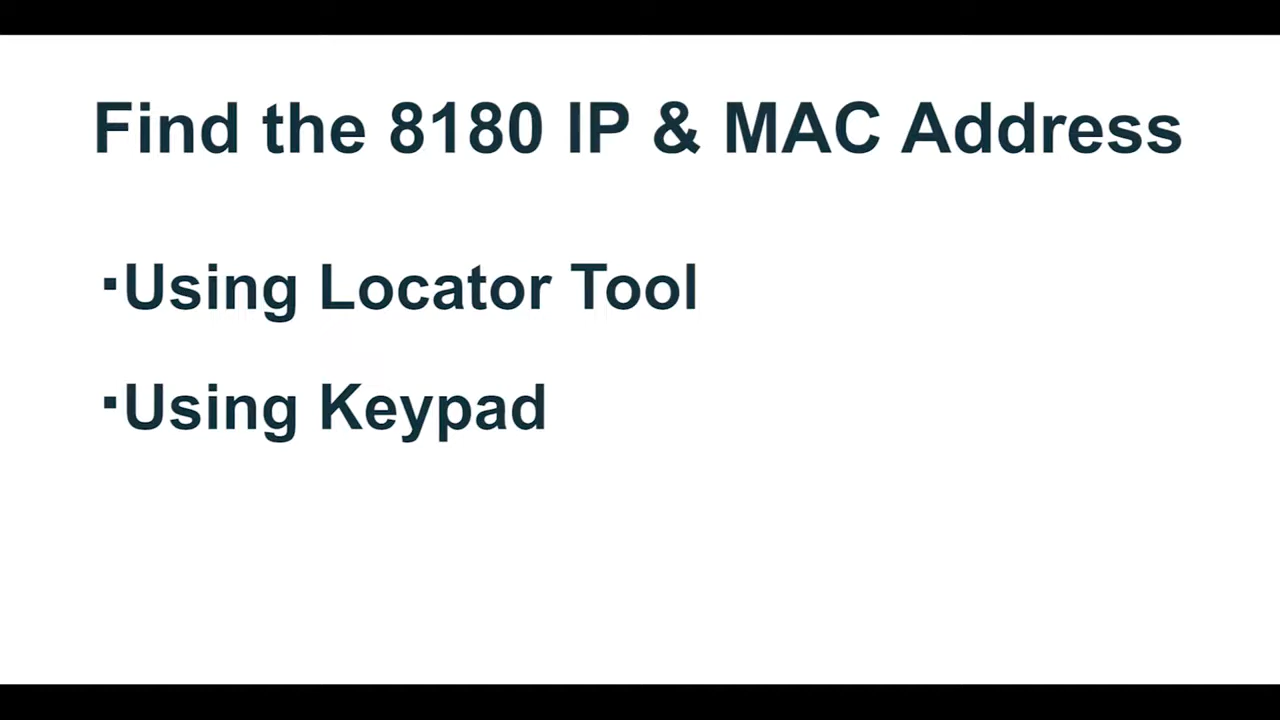 Find the 8180 IP & MAC Address
▪Using Locator Tool
▪Using Keypad